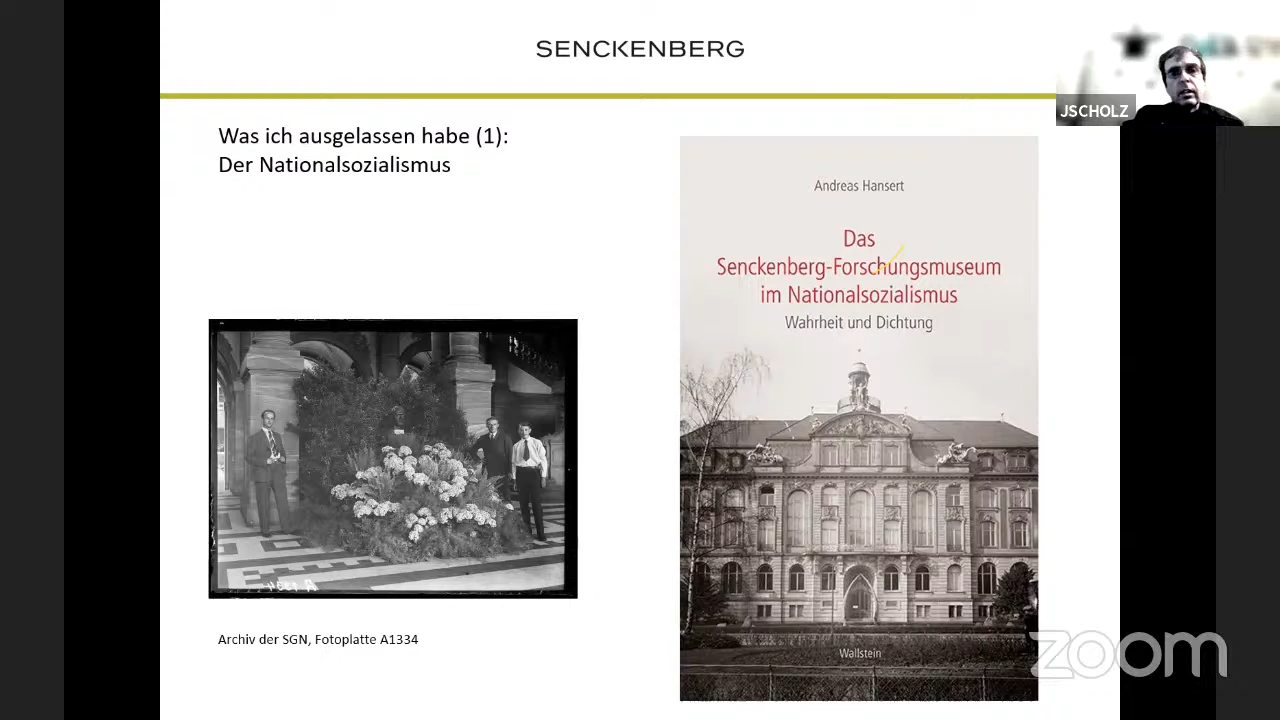 SENCKENBERG
JSCHOLZ
Was ich ausgelassen habe (1):
Der Nationalsozialismus
Andreas Hansert
Das
Senckenberg-Forschungsmuseum
im Nationalsozialismus
Wahrheit und Dichtung
Wallstein
Archiv der SGN, Fotoplatte A1334
zoom